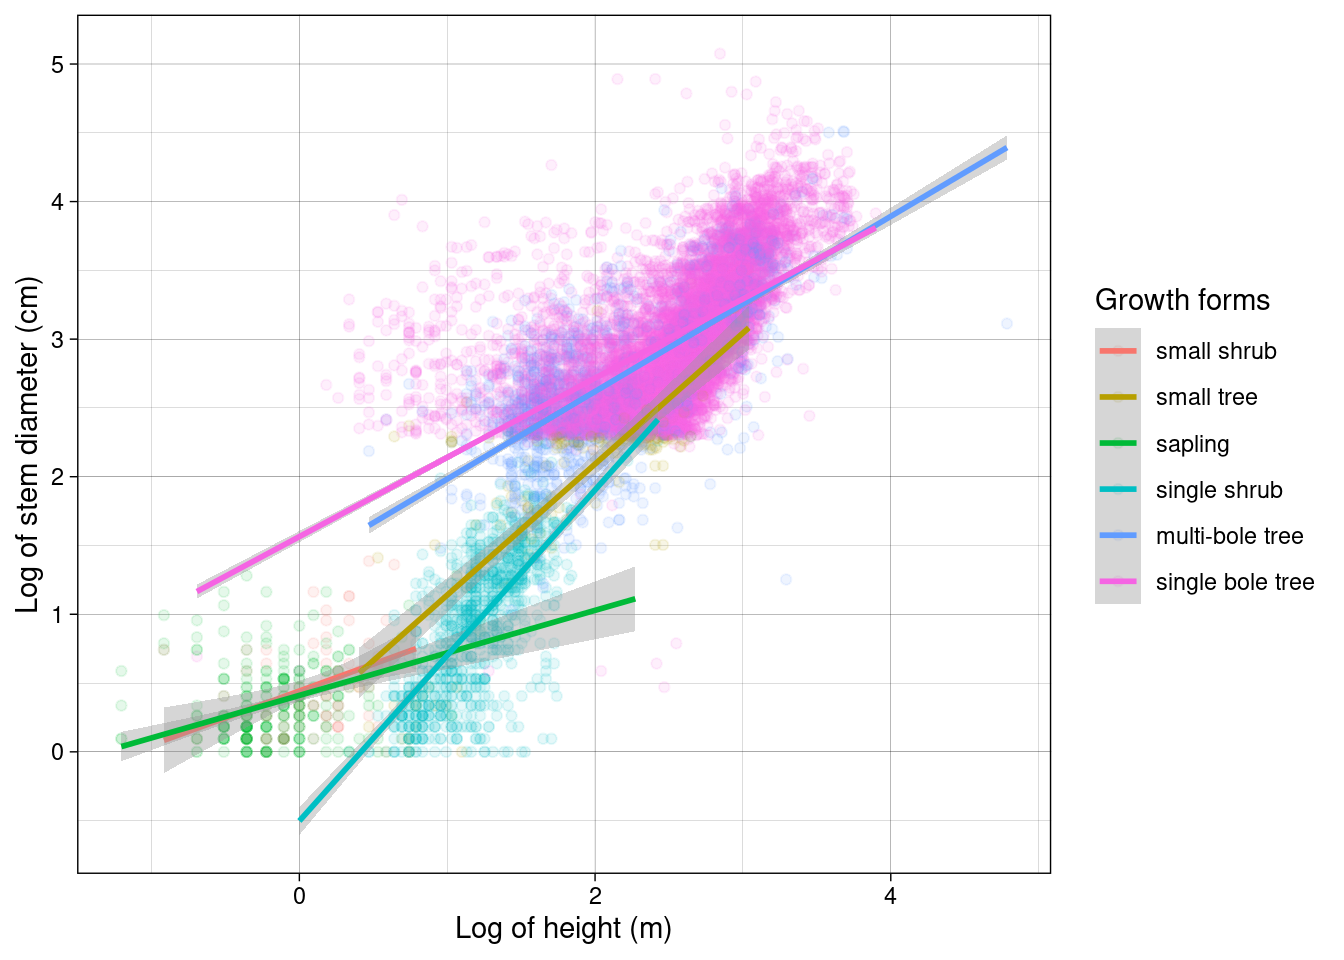 5
4
3
2
1
0
Log of stem diameter (cm)
0
2
4
Log of height (m)
Growth forms
small shrub
small tree
sapling
single shrub
multi-bole tree
single bole tree